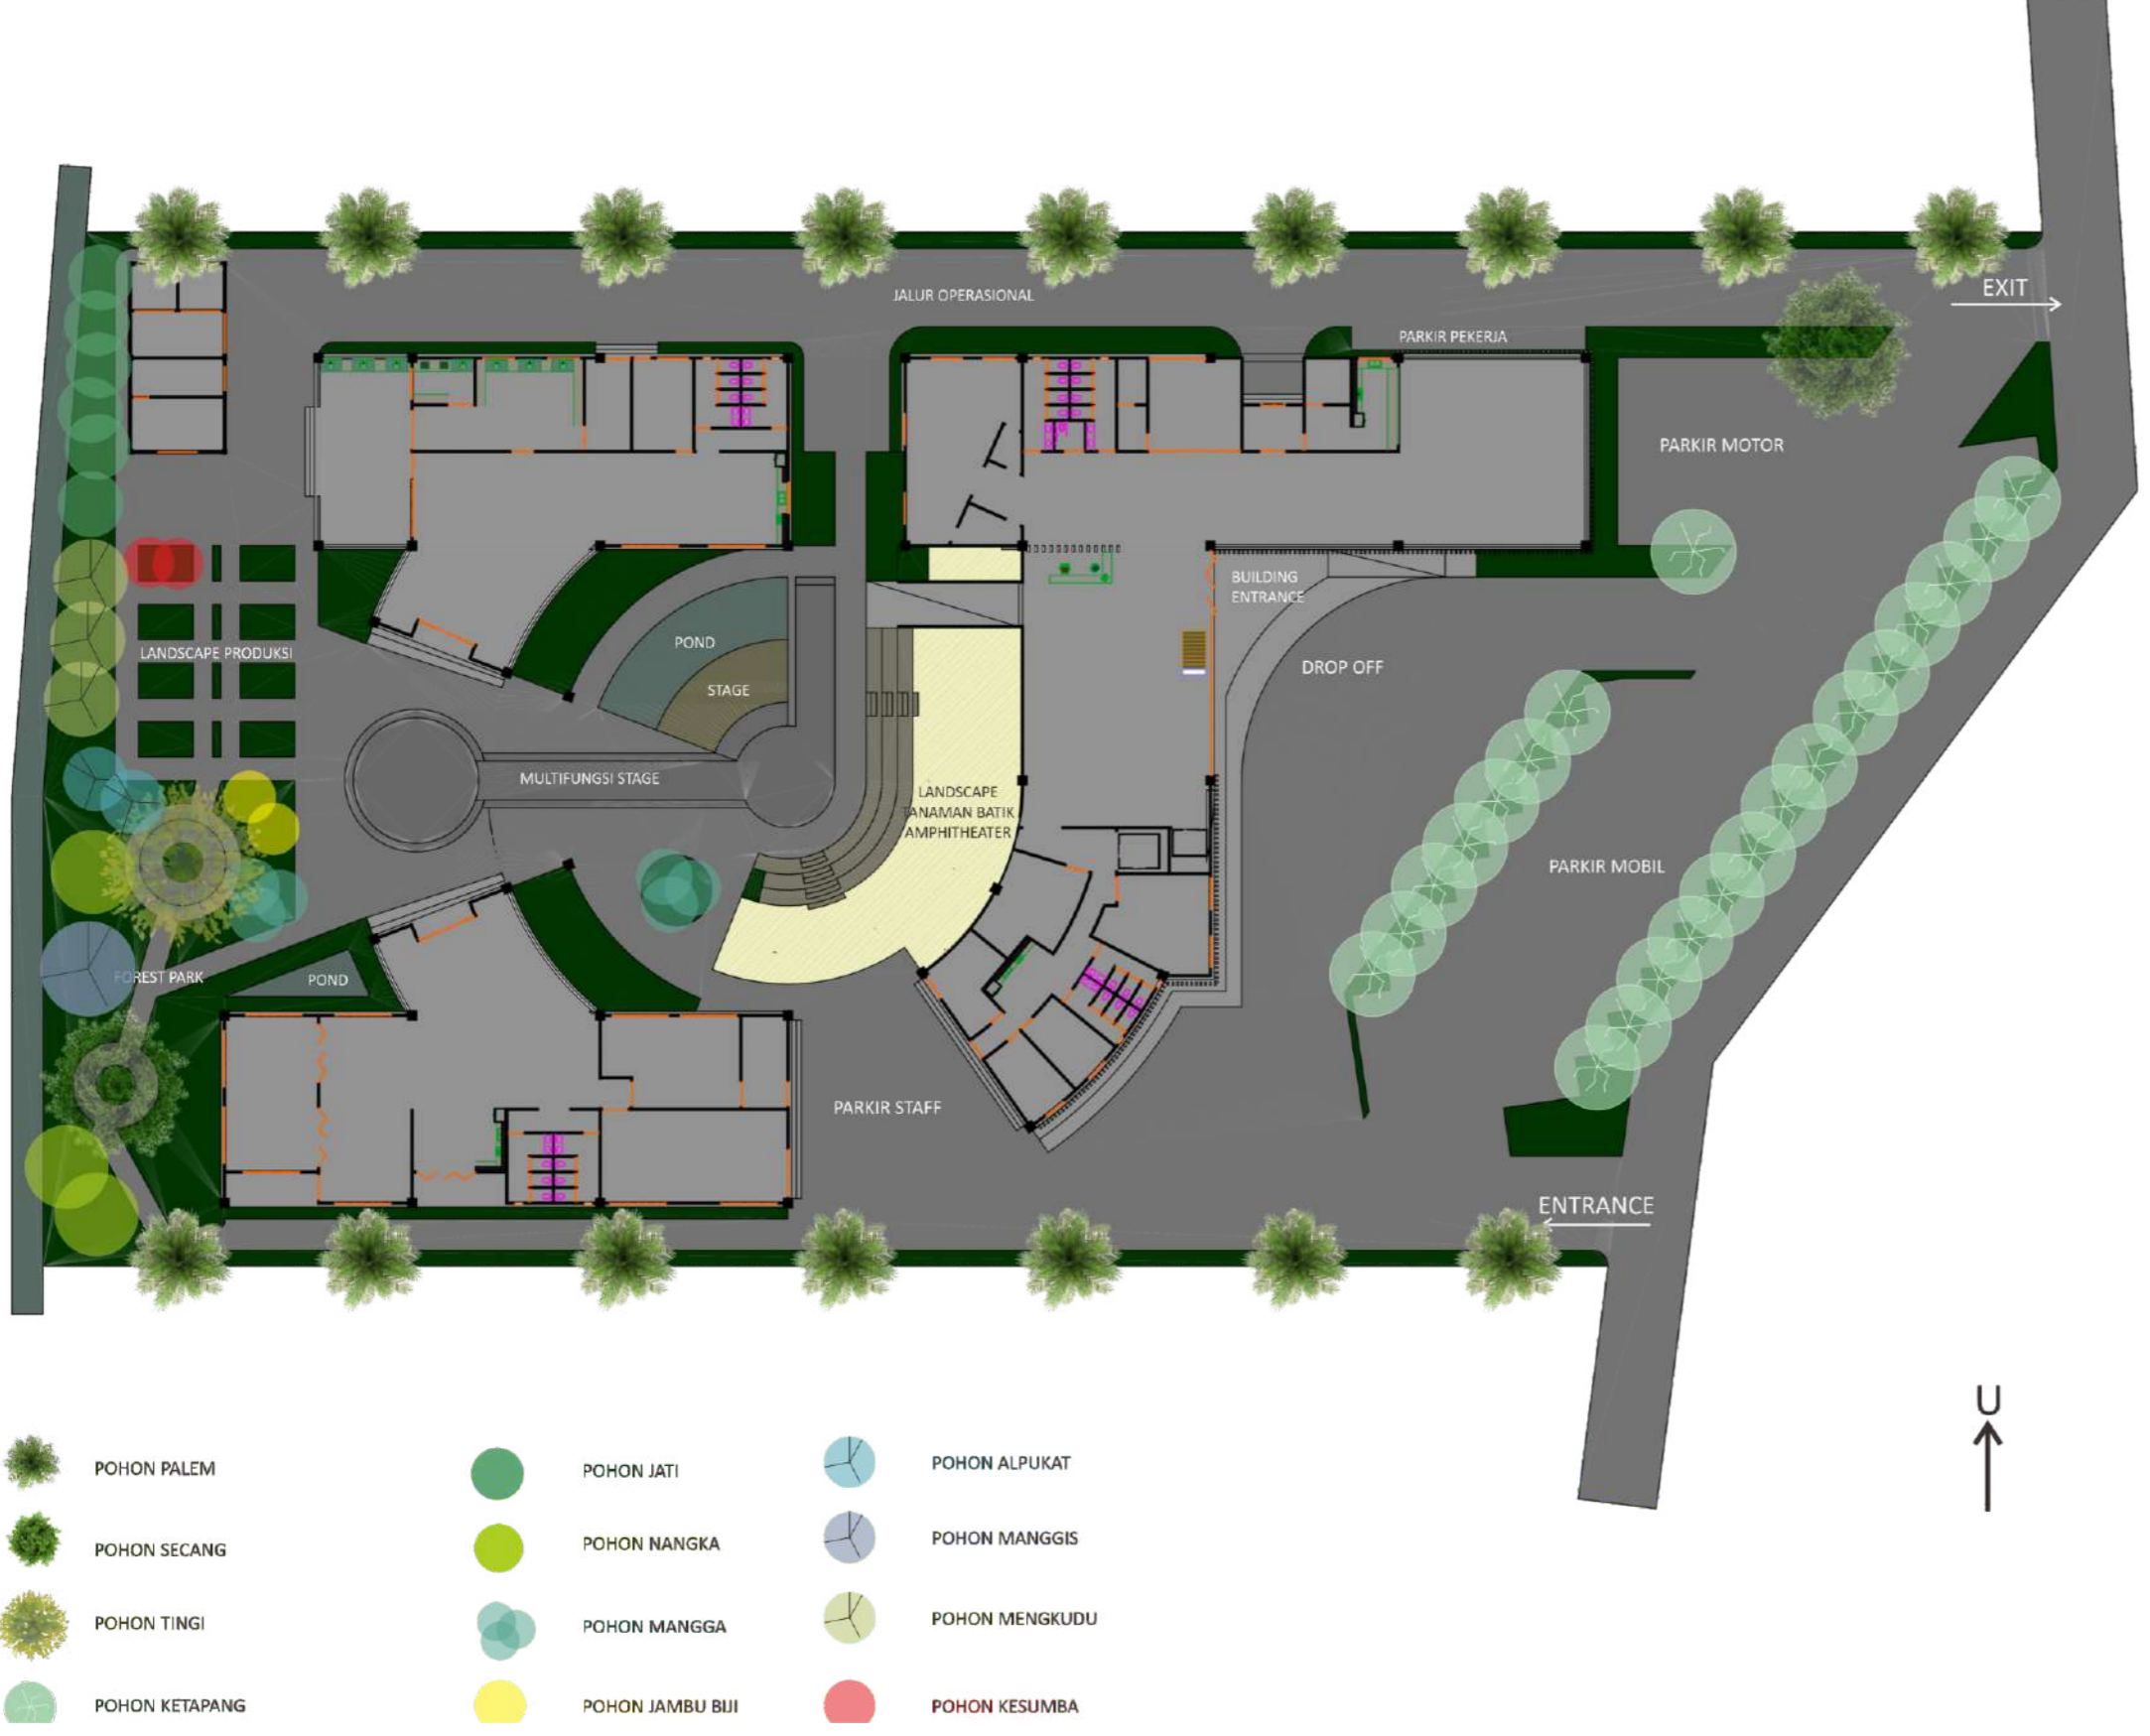 JALUR OPERASIONAL
EXIT
PARKIR PEKERJA
PARKIR MOTOR
BUILDING
ENTRANCE
POND
LANDSCAPE PRODUKSI
DROP OFF
STAGE
MULTIFUNGSI STAGE
LANDSCAPE
TANAMAN BATIK
AMPHITHEATER
PARKIR MOBIL
FOREST PARK
POND
PARKIR STAFF
ENTRANCE
U
POHON PALEM
POHON SECANG
POHON TINGI
POHON KETAPANG
POHON JATI
POHON NANGKA
POHON MANGGA
POHON JAMBU BIJI
POHON ALPUKAT
POHON MANGGIS
POHON MENGKUDU
POHON KESUMBA